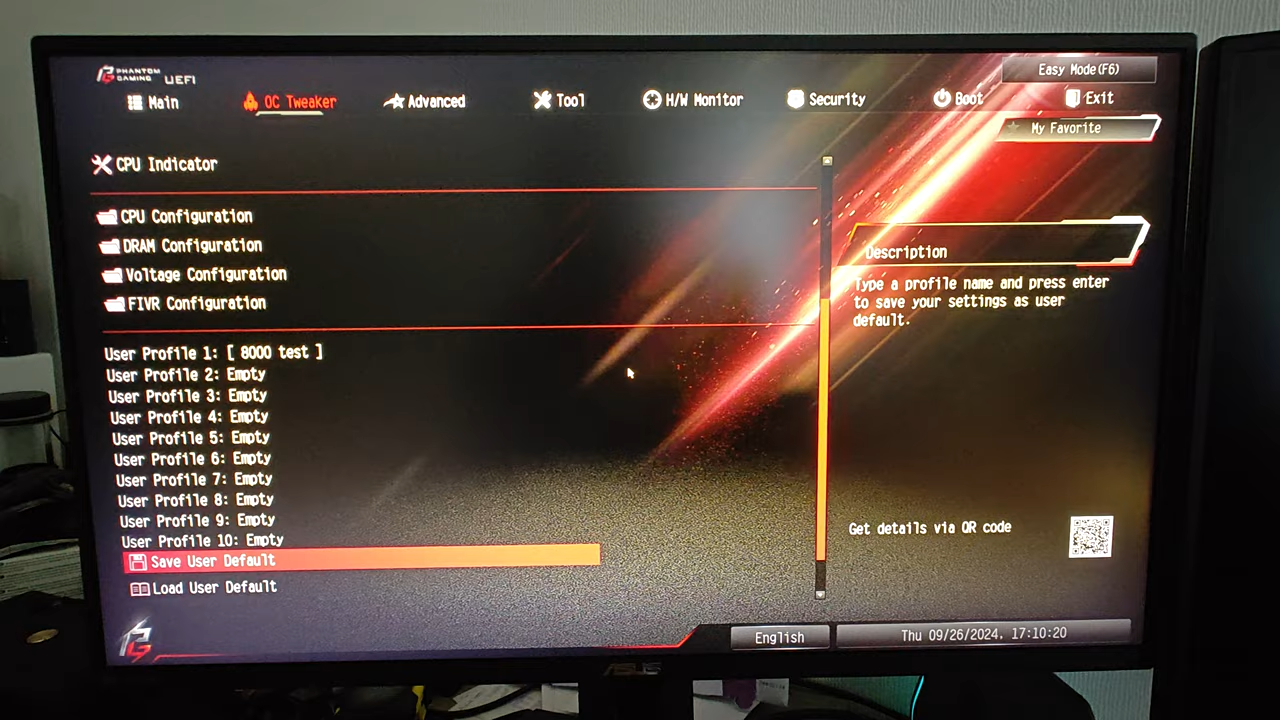 PHANTOM GAMING UEFI
Easy Mode(F6)
Main OC Tweaker Advanced Tool H/W Monitor Security Boot Exit
My Favorite
CPU Indicator
CPU Configuration
DRAM Configuration
Voltage Configuration
FIVR Configuration
User Profile 1: [ 8000 test ]
User Profile 2: Empty
User Profile 3: Empty
User Profile 4: Empty
User Profile 5: Empty
User Profile 6: Empty
User Profile 7: Empty
User Profile 8: Empty
User Profile 9: Empty
User Profile 10: Empty
Save User Default
Load User Default
Description
Type a profile name and press enter
to save your settings as user
default.
Get details via QR code
English
Thu 09/26/2024, 17:10:20
ASUS